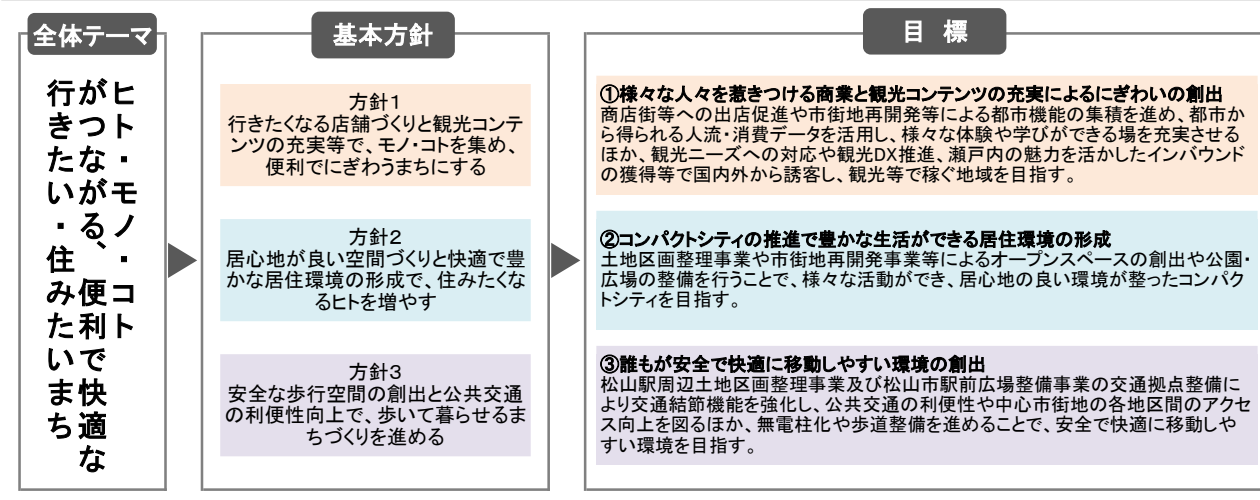 全体テーマ
ヒト・モノ・コト
がつながる、便利で快適な
行きたい・住みたいまち
基本方針
方針1
行きたくなる店舗づくりと観光コンテ
ンツの充実等で、モノ・コトを集め、
便利でにぎわうまちにする
方針2
居心地が良い空間づくりと快適で豊
かな居住環境の形成で、住みたくな
るヒトを増やす
方針3
安全な歩行空間の創出と公共交通
の利便性向上で、歩いて暮らせるま
ちづくりを進める
目 標
①様々な人々を惹きつける商業と観光コンテンツの充実によるにぎわいの創出
商店街等への出店促進や市街地再開発等による都市機能の集積を進め、都市か
ら得られる人流・消費データを活用し、様々な体験や学びができる場を充実させる
ほか、観光ニーズへの対応や観光DX推進、瀬戸内の魅力を活かしたインバウンド
の獲得等で国内外から誘客し、観光等で稼ぐ地域を目指す。
②コンパクトシティの推進で豊かな生活ができる居住環境の形成
土地区画整理事業や市街地再開発事業等によるオープンスペースの創出や公園・
広場の整備を行うことで、様々な活動ができ、居心地の良い環境が整ったコンパク
トシティを目指す。
③誰もが安全で快適に移動しやすい環境の創出
松山駅周辺土地区画整理事業及び松山市駅前広場整備事業の交通拠点整備に
より交通結節機能を強化し、公共交通の利便性や中心市街地の各地区間のアクセ
ス向上を図るほか、無電柱化や歩道整備を進めることで、安全で快適に移動しや
すい環境を目指す。